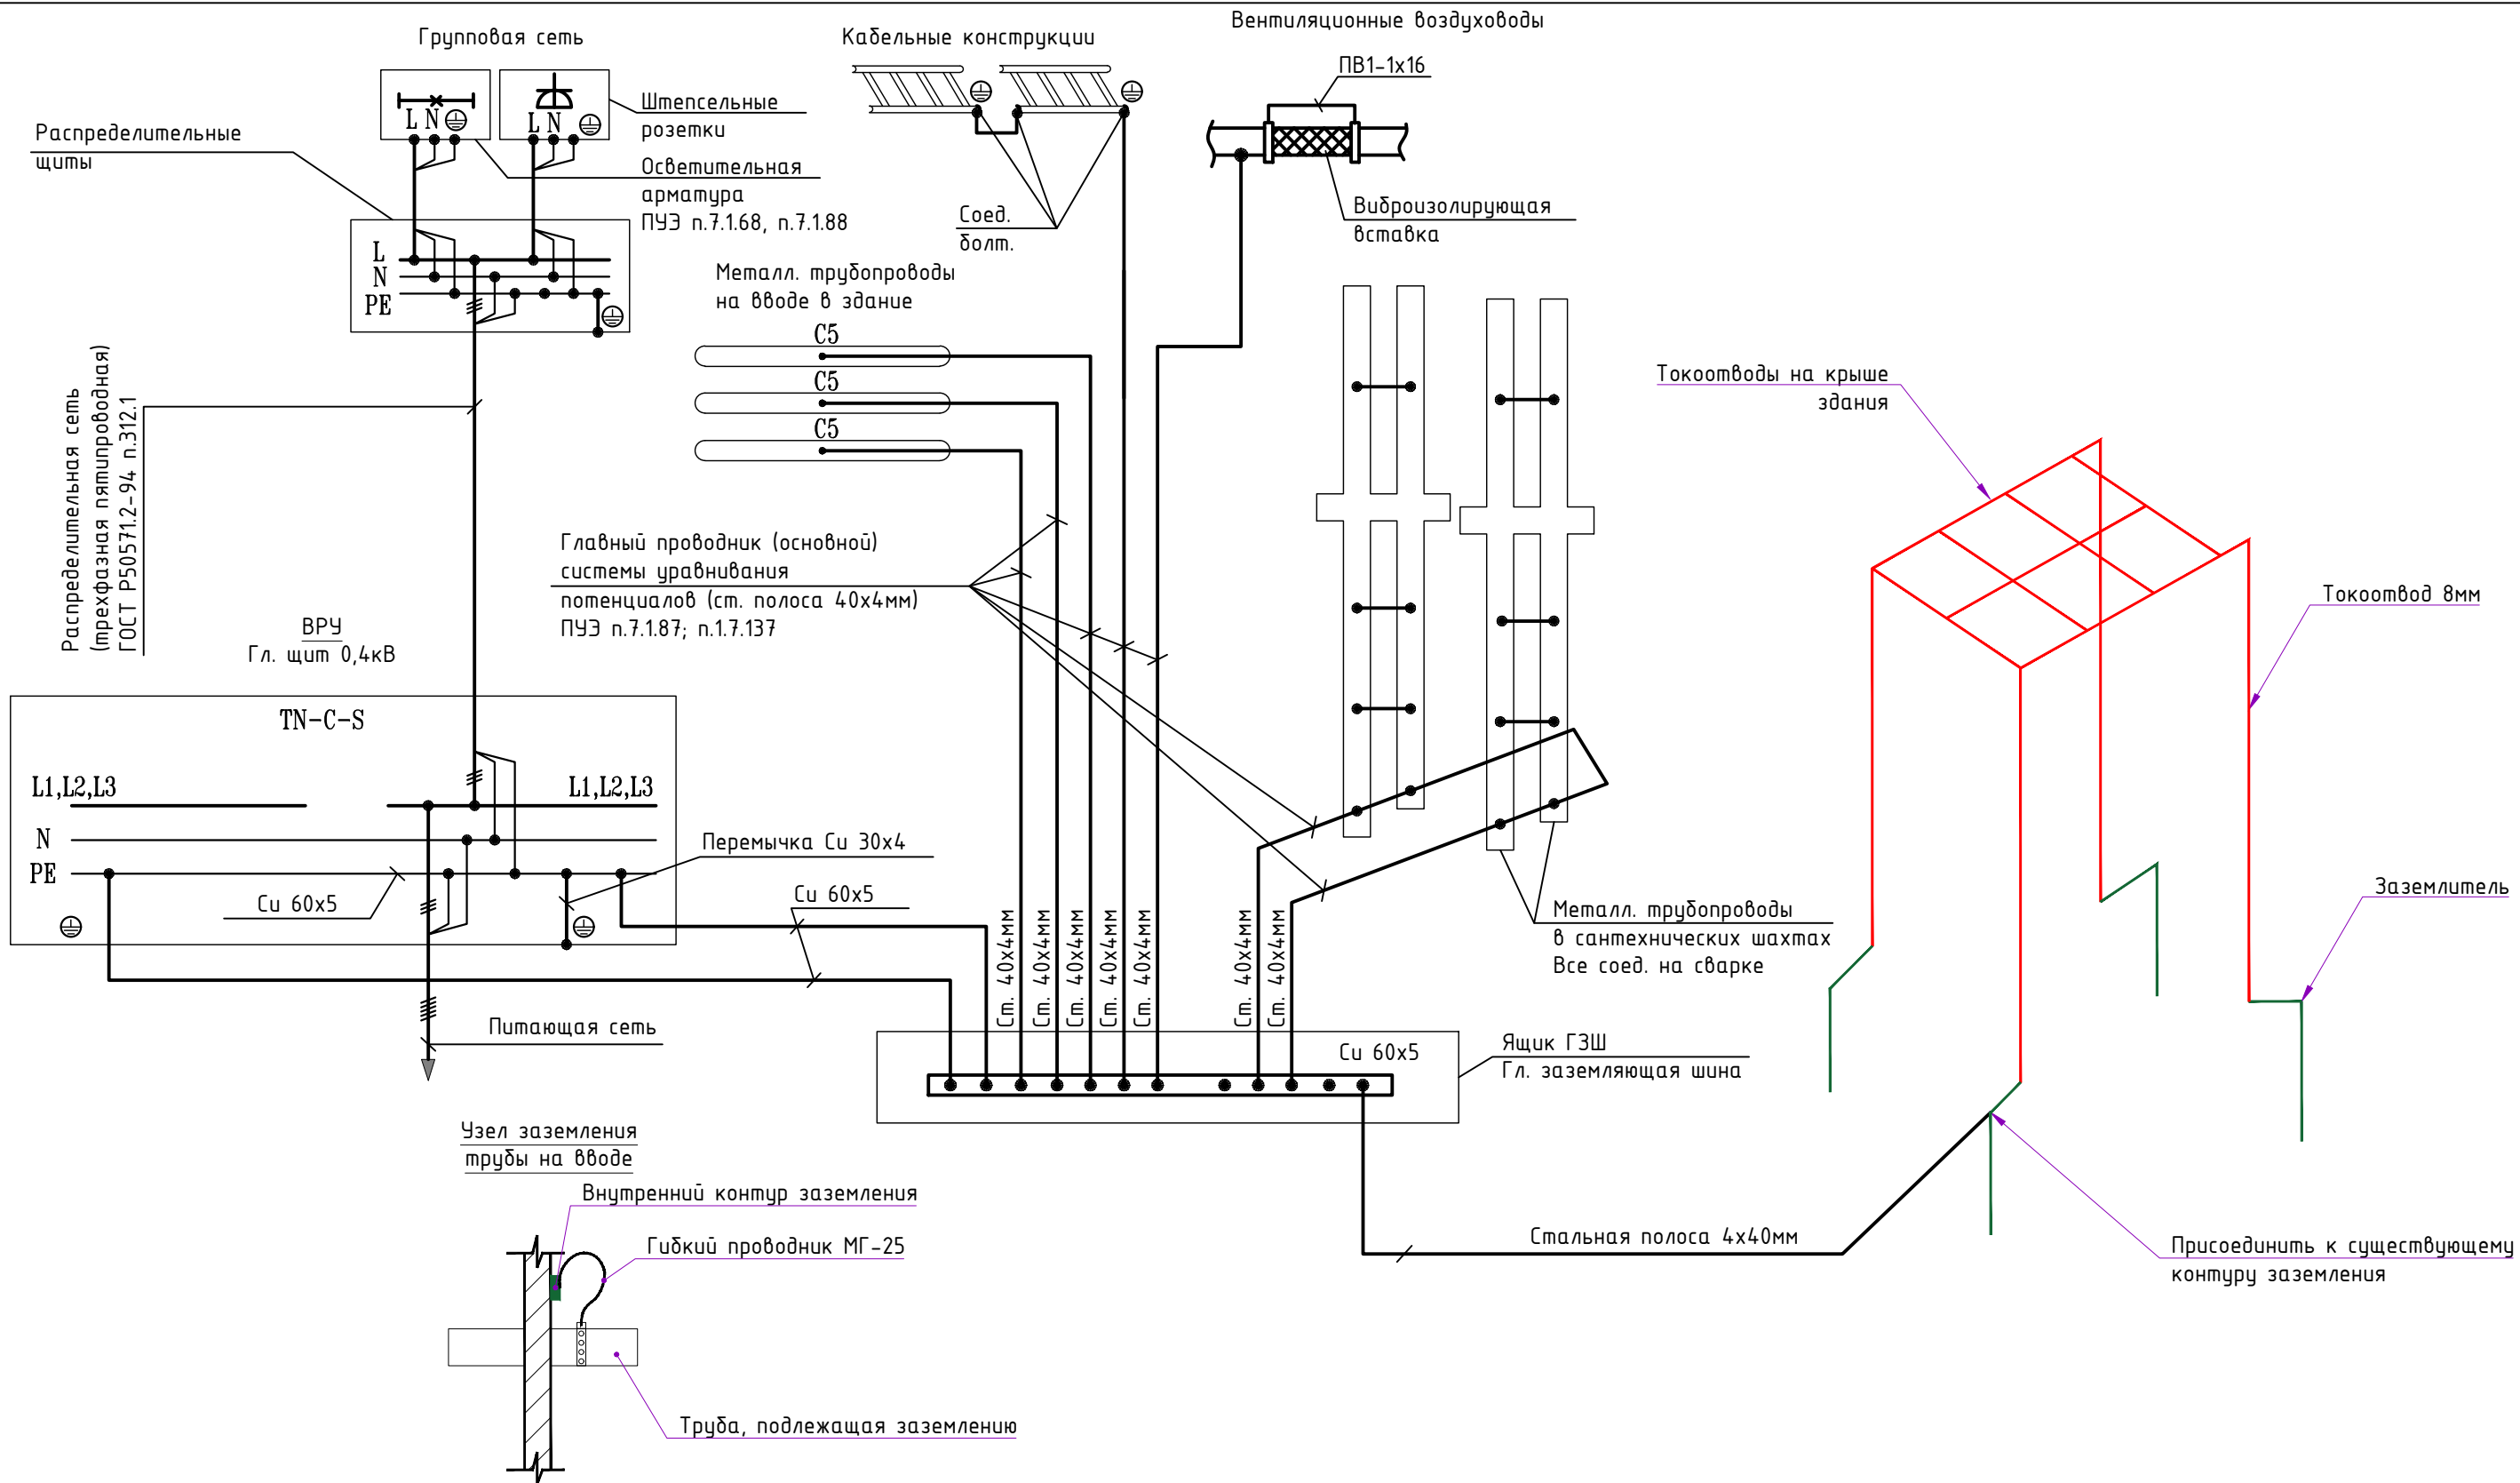 Групповая сеть
Кабельные конструкции
Вентиляционные воздуховоды
ПВ1-1х16
L N
L N
Штепсельные
розетки
Распределительные
щиты
Осветительная
арматура
ПУЭ п.7.1.68, п.7.1.88
Соед.
болт.
Виброизолирующая
вставка
L
N
PE
Металл. трубопроводы
на вводе в здание
C5
C5
C5
Распределительная сеть
(трехфазная пятипроводная)
ГОСТ Р50571.2-94 п.312.1
Токоотводы на крыше
здания
Главный проводник (основной)
системы уравнивания
потенциалов (ст. полоса 40х4мм)
ПУЭ п.7.1.87; п.1.7.137
Токоотвод 8мм
ВРУ
Гл. щит 0,4кВ
TN-C-S
L1,L2,L3
L1,L2,L3
N
PE
Перемычка Cu 30х4
Cu 60х5
Cu 60х5
Заземлитель
Металл. трубопроводы
в сантехнических шахтах
Все соед. на сварке
Ст. 40х4мм
Ст. 40х4мм
Ст. 40х4мм
Ст. 40х4мм
Ст. 40х4мм
Ст. 40х4мм
Ст. 40х4мм
Питающая сеть
Cu 60х5
Ящик ГЗШ
Гл. заземляющая шина
Узел заземления
трубы на вводе
Внутренний контур заземления
Гибкий проводник МГ-25
Стальная полоса 4х40мм
Присоединить к существующему
контуру заземления
Труба, подлежащая заземлению